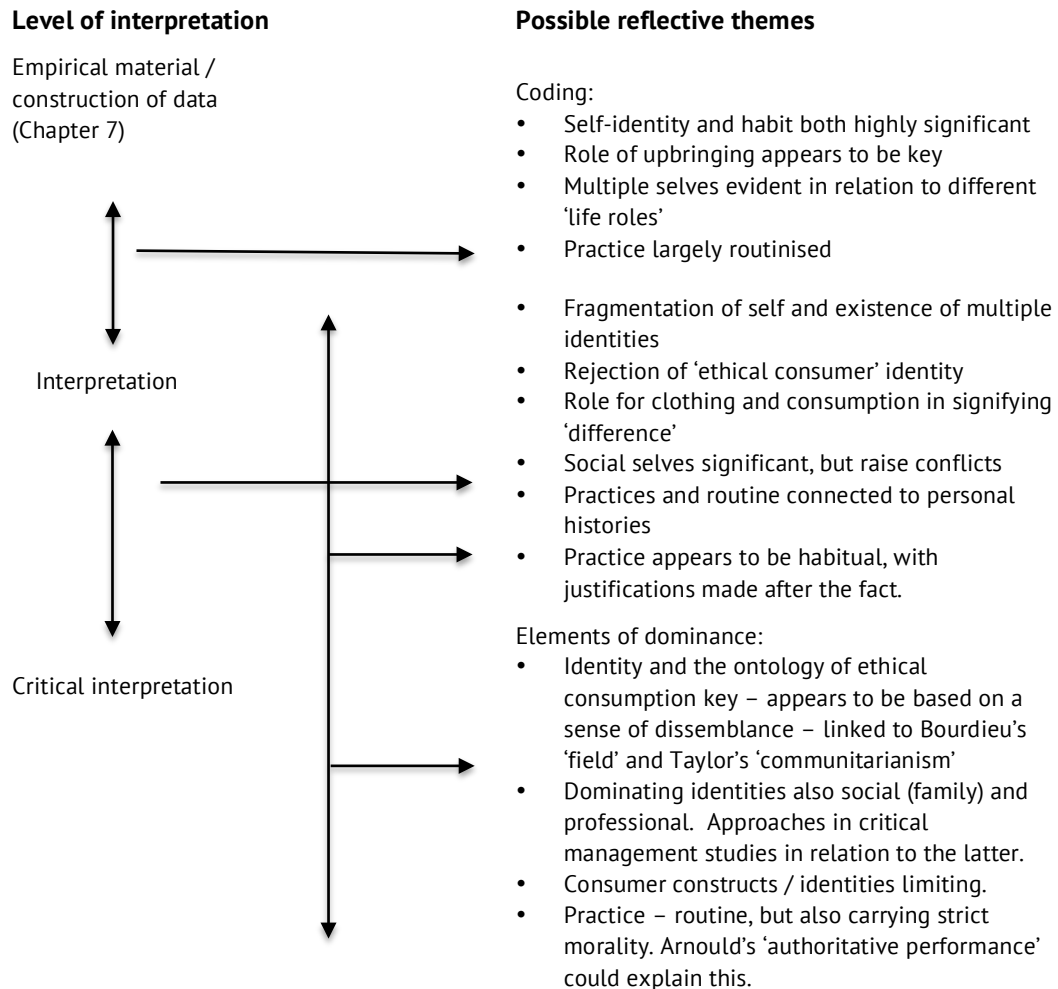 Level of interpretation
Possible reflective themes
Empirical material /
construction of data
(Chapter 7)
Coding:
• Self-identity and habit both highly significant
• Role of upbringing appears to be key
• Multiple selves evident in relation to different
‘life roles’
• Practice largely routinised
• Fragmentation of self and existence of multiple
identities
Interpretation
• Rejection of ‘ethical consumer’ identity
• Role for clothing and consumption in signifying
‘difference’
• Social selves significant, but raise conflicts
• Practices and routine connected to personal
histories
• Practice appears to be habitual, with
justifications made after the fact.
Critical interpretation
Elements of dominance:
• Identity and the ontology of ethical
consumption key – appears to be based on a
sense of dissemblance – linked to Bourdieu’s
‘field’ and Taylor’s ‘communitarianism’
• Dominating identities also social (family) and
professional. Approaches in critical
management studies in relation to the latter.
• Consumer constructs / identities limiting.
• Practice – routine, but also carrying strict
morality. Arnould’s ‘authoritative performance’
could explain this.